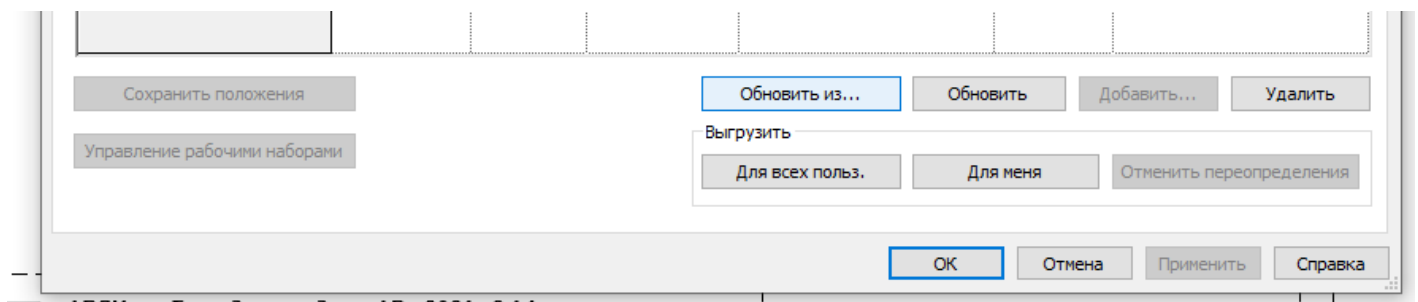 Сохранить положения
Обновить из...
Обновить
Добавить...
Удалить
Управление рабочими наборами
Выгрузить
Для всех польз.
Для меня
Отменить переопределения
OK
Отмена
Применить
Справка